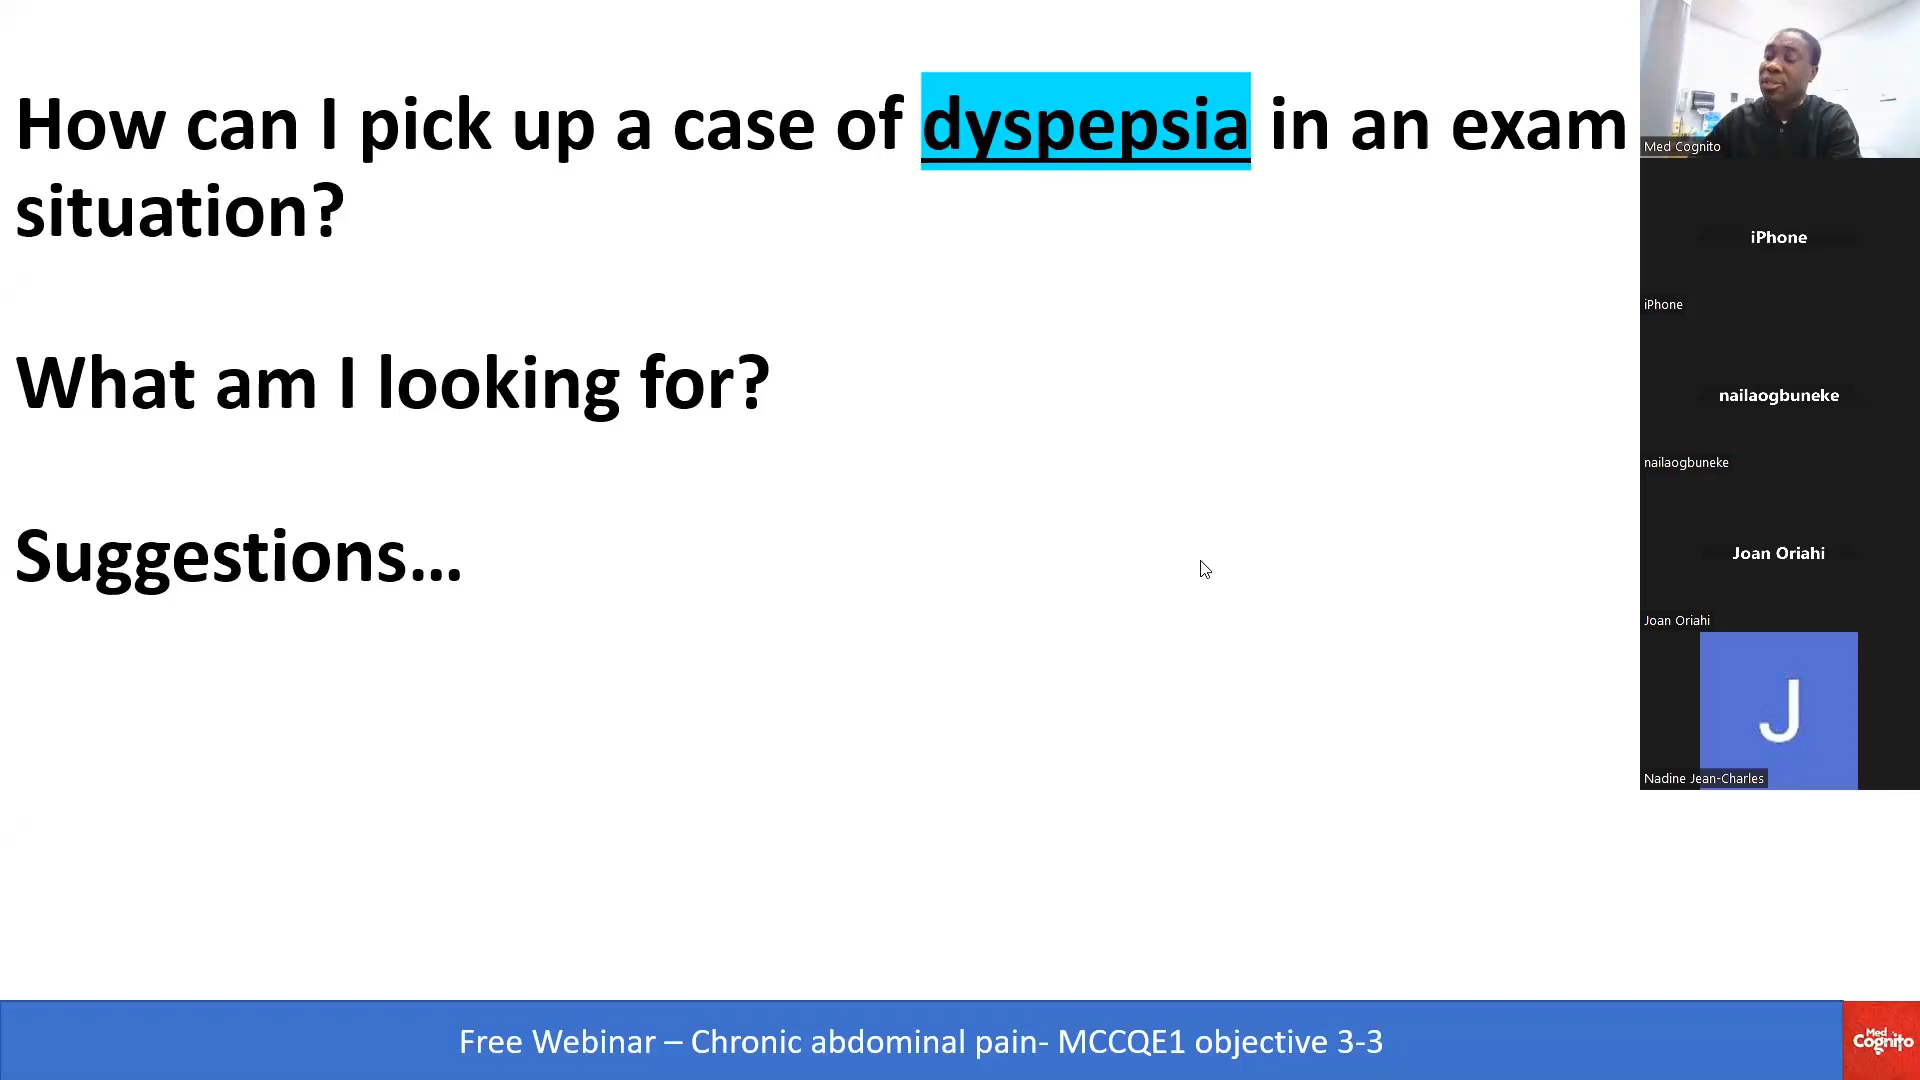 How can I pick up a case of dyspepsia in an exam
situation?
What am I looking for?
Suggestions...
Med Cognito
iPhone
iPhone
nailaogbuneke
nailaogbuneke
Joan Oriahi
Joan Oriahi
J
Nadine Jean-Charles
Free Webinar – Chronic abdominal pain- MCCQE1 objective 3-3
Med
Cognito